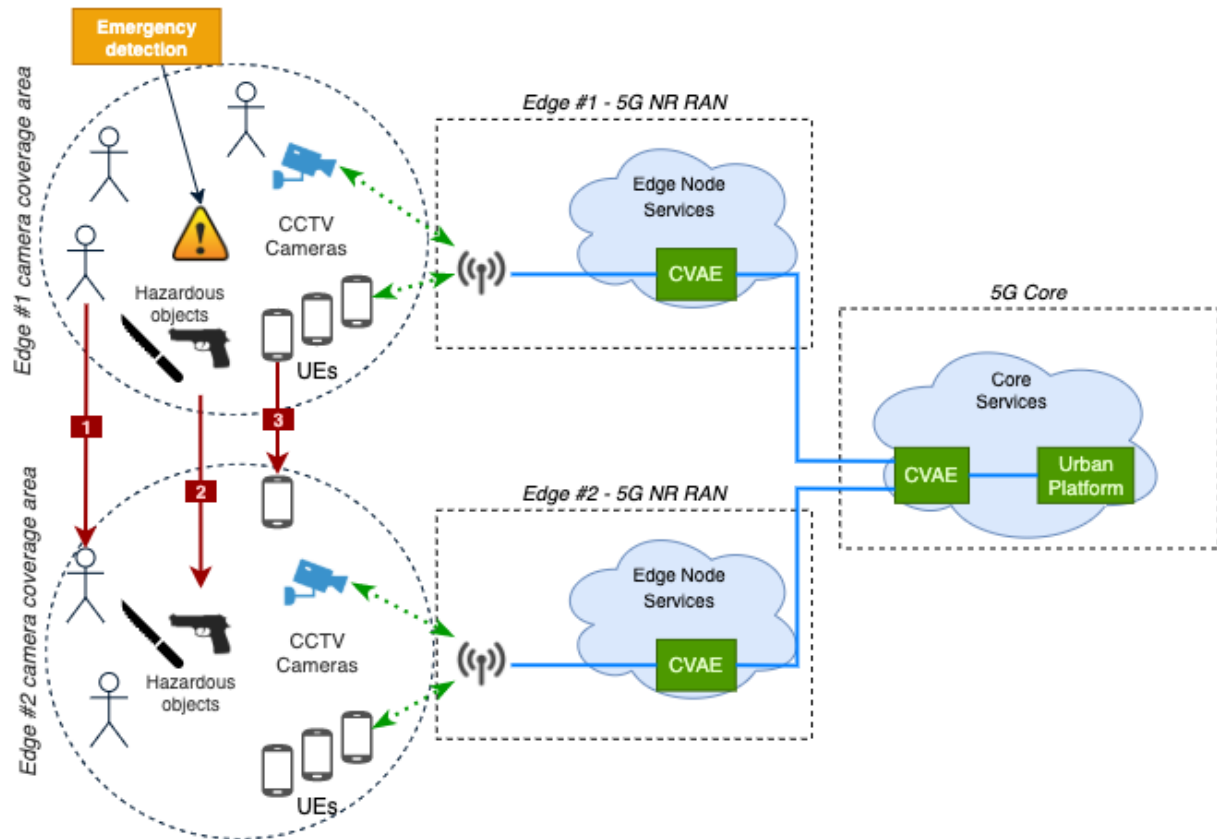 Emergency
detection
Edge #1 camera coverage area
CCTV
Cameras
Hazardous
objects
UEs
Edge #1 - 5G NR RAN
Edge Node
Services
CVAE
5G Core
Core
Services
CVAE
Urban
Platform
1
2
3
Edge #2 camera coverage area
CCTV
Cameras
Hazardous
objects
UEs
Edge #2 - 5G NR RAN
Edge Node
Services
CVAE